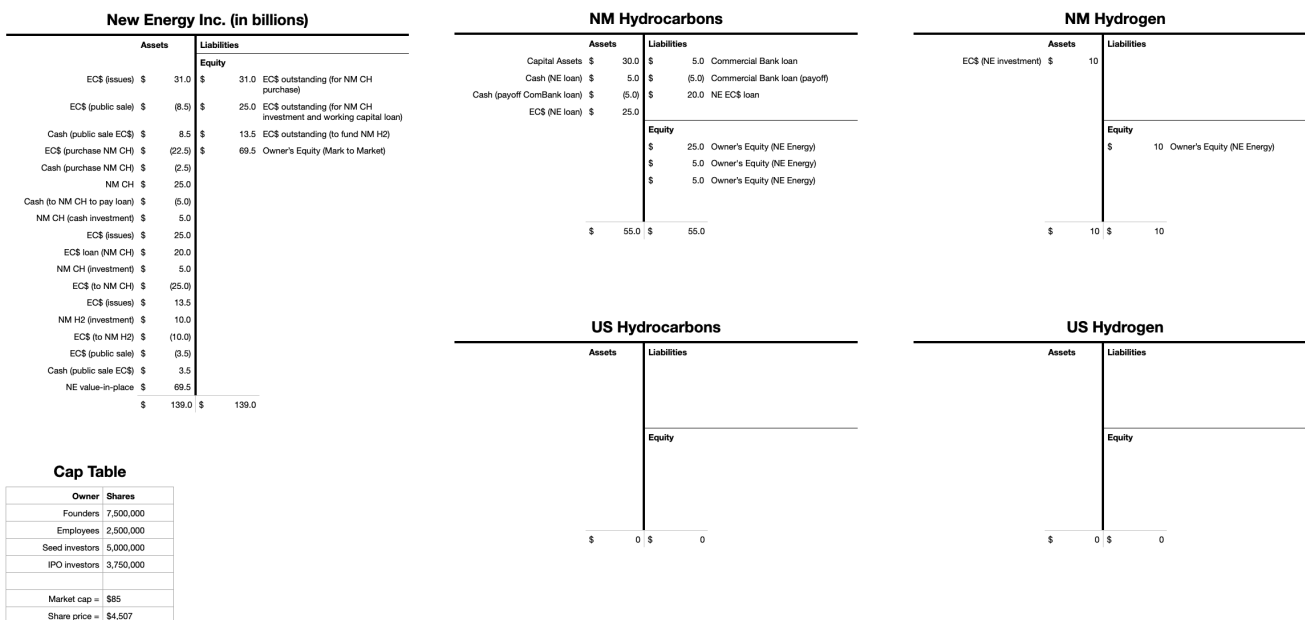 New Energy Inc. (in billions)
Assets Liabilities
Equity
EC$ (issues) $ 31.0 $ 31.0 EC$ outstanding (for NM CH
purchase)
EC$ (public sale) $ (8.5) $ 25.0 EC$ outstanding (for NM CH
investment and working capital loan)
Cash (public sale EC$) $ 8.5 $ 13.5 EC$ outstanding (to fund NM H2)
EC$ (purchase NM CH) $ (22.5) $ 69.5 Owner's Equity (Mark to Market)
Cash (purchase NM CH) $ (2.5)
NM CH $ 25.0
Cash (to NM CH to pay loan) $ (5.0)
NM CH (cash investment) $ 5.0
EC$ (issues) $ 25.0
EC$ loan (NM CH) $ 20.0
NM CH (investment) $ 5.0
EC$ (to NM CH) $ (25.0)
EC$ (issues) $ 13.5
NM H2 (investment) $ 10.0
EC$ (to NM H2) $ (10.0)
EC$ (public sale) $ (3.5)
Cash (public sale EC$) $ 3.5
NE value-in-place $ 69.5
$ 139.0 $ 139.0
NM Hydrocarbons
Assets Liabilities
Capital Assets $ 30.0 $ 5.0 Commercial Bank loan
Cash (NE loan) $ 5.0 $ (5.0) Commercial Bank loan (payoff)
Cash (payoff ComBank loan) $ (5.0) $ 20.0 NE EC$ loan
EC$ (NE loan) $ 25.0
Equity
$ 25.0 Owner's Equity (NE Energy)
$ 5.0 Owner's Equity (NE Energy)
$ 5.0 Owner's Equity (NE Energy)
$ 55.0 $ 55.0
NM Hydrogen
Assets Liabilities
EC$ (NE investment) $ 10
Equity
$ 10 Owner's Equity (NE Energy)
$ 10 $ 10
US Hydrocarbons
Assets Liabilities
Equity
$ 0 $ 0
US Hydrogen
Assets Liabilities
Equity
$ 0 $ 0
Cap Table
Owner Shares
Founders 7,500,000
Employees 2,500,000
Seed investors 5,000,000
IPO investors 3,750,000
Market cap = $85
Share price = $4,507